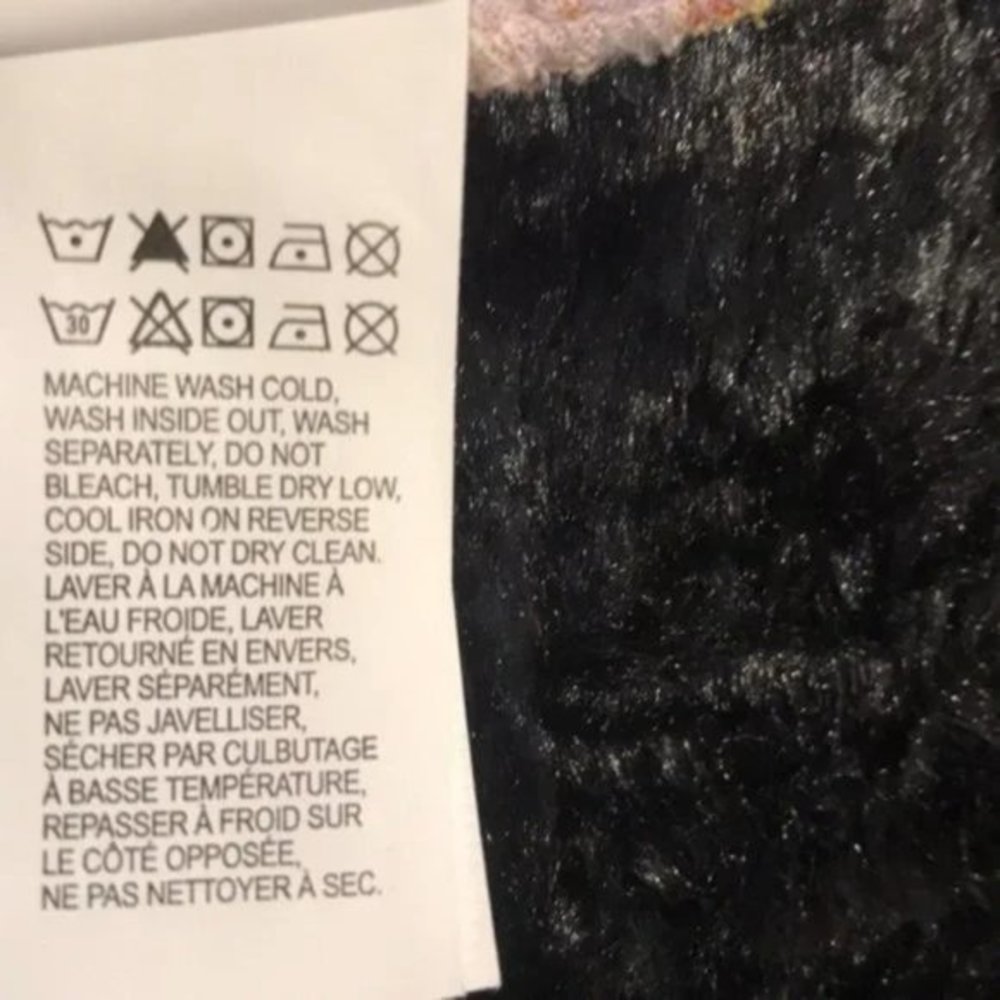 30
MACHINE WASH COLD,
WASH INSIDE OUT, WASH
SEPARATELY, DO NOT
BLEACH, TUMBLE DRY LOW,
COOL IRON ON REVERSE
SIDE, DO NOT DRY CLEAN.
LAVER À LA MACHINE À
L'EAU FROIDE, LAVER
RETOURNÉ EN ENVERS,
LAVER SÉPARÉMENT,
NE PAS JAVELLISER,
SÉCHER PAR CULBUTAGE
À BASSE TEMPÉRATURE,
REPASSER À FROID SUR
LE CÔTÉ OPPOSÉE,
NE PAS NETTOYER À SEC.